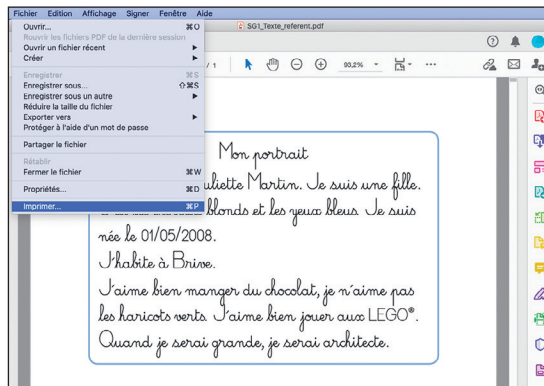 Fichier Edition Affichage Signer Fenêtre Aide
SG1_Texte_referent.pdf
Ouvrir... ⌘O
Rouvrir les fichiers PDF de la dernière session
Ouvrir un fichier récent
Créer
Enregistrer ⌘S
Enregistrer sous... ⇧⌘S
Enregistrer sous un autre
Réduire la taille du fichier
Exporter vers
Protéger à l'aide d'un mot de passe
Partager le fichier
Rétablir
Fermer le fichier ⌘W
Propriétés... ⌘D
Imprimer... ⌘P
/ 1 93,2%
Mon portrait
uliette Martin. Je suis une fille.
blonds et les yeux bleus. Je suis
née le 01/05/2008.
J'habite à Brive.
J'aime bien manger du chocolat, je n'aime pas
les haricots verts. J'aime bien jouer aux LEGO®.
Quand je serai grande, je serai architecte.